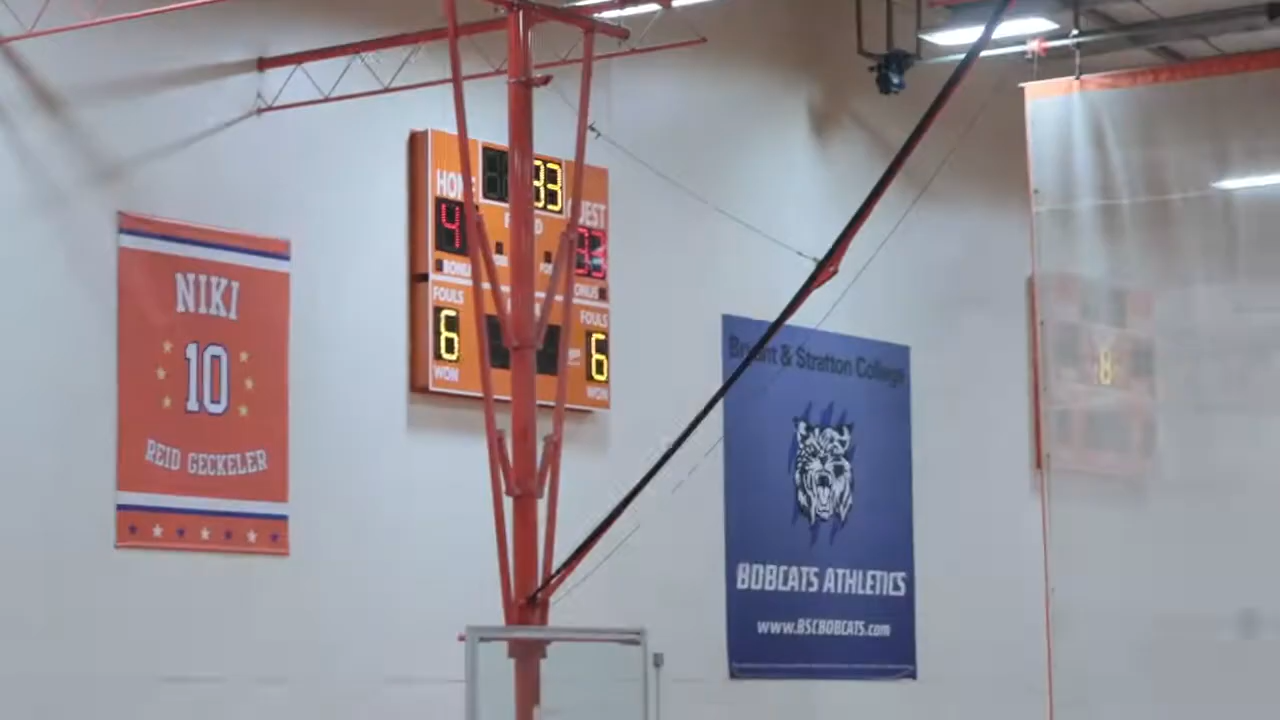 NIKI
10
REID GECKELER
HOME
33
GUEST
4
33
FOULS
FOULS
6
6
WON
WON
Bryant & Stratton College
BOBCATS ATHLETICS
www.BSCBOBCATS.com
8